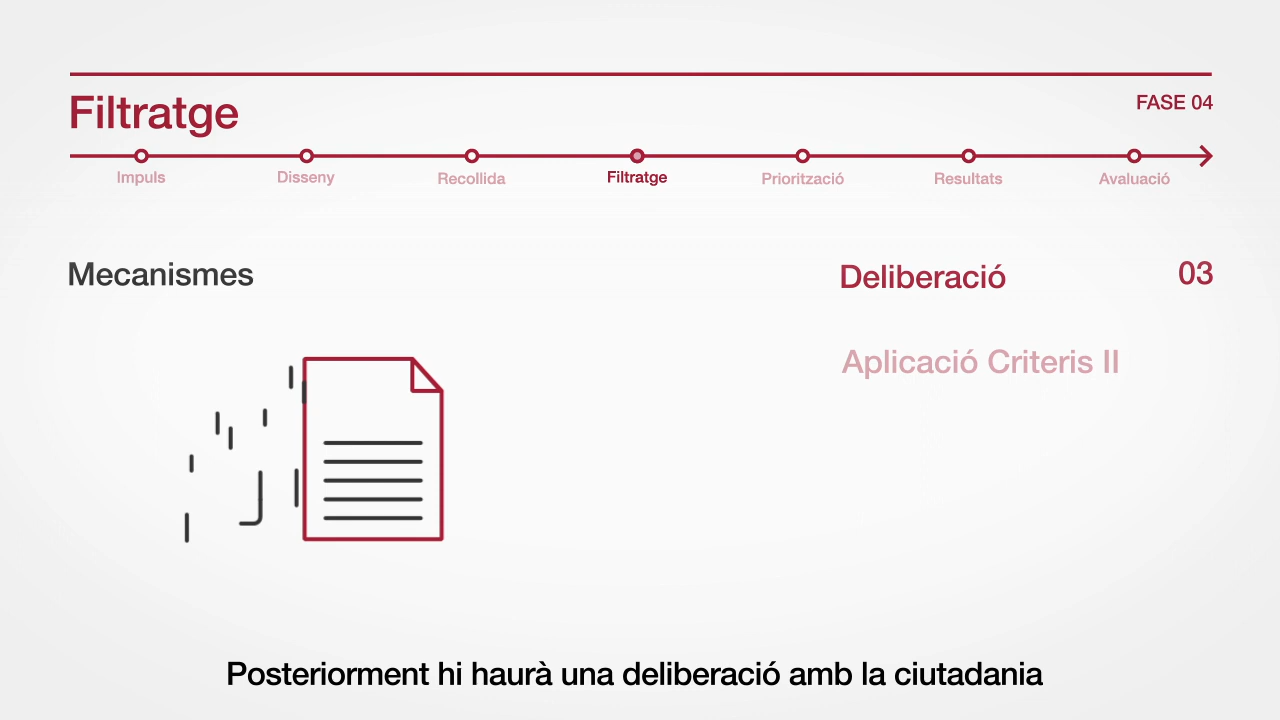 Filtratge
FASE 04
Impuls
Disseny
Recollida
Filtratge
Priorització
Resultats
Avaluació
Mecanismes
Deliberació
03
Aplicació Criteris II
Posteriorment hi haurà una deliberació amb la ciutadania